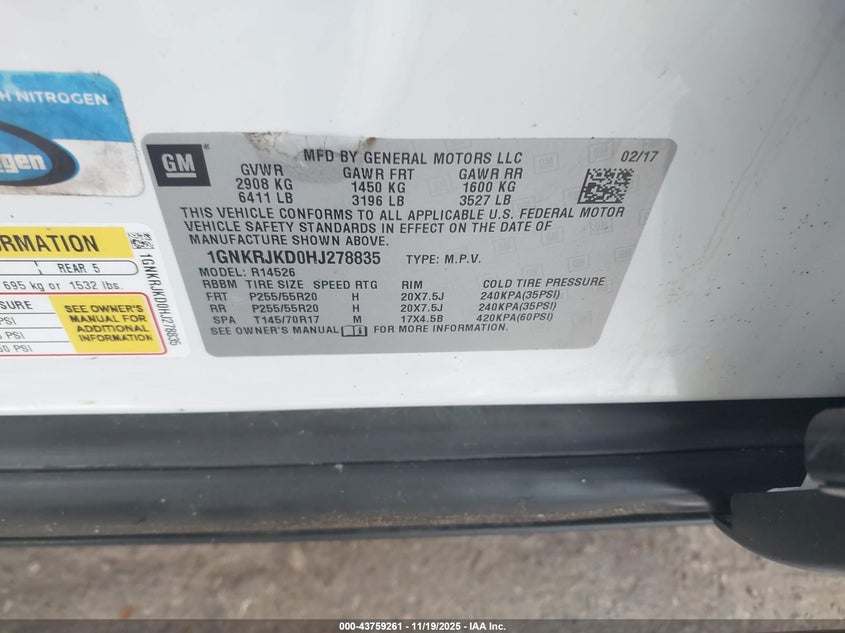 H NITROGEN
gen
ORMATION
REAR 5
695 kg or 1532 lbs.
SURE
PSI
PSI
60 PSI
SEE OWNER'S
MANUAL FOR
ADDITIONAL
INFORMATION
1GNKRJKD0HJ278835
GM
MFD BY GENERAL MOTORS LLC
02/17
GVWR GAWR FRT GAWR RR
2908 KG 1450 KG 1600 KG
6411 LB 3196 LB 3527 LB
THIS VEHICLE CONFORMS TO ALL APPLICABLE U.S. FEDERAL MOTOR
VEHICLE SAFETY STANDARDS IN EFFECT ON THE DATE OF
MANUFACTURE SHOWN ABOVE.
1GNKRJKD0HJ278835 TYPE: M.P.V.
MODEL: R14526
RBBM TIRE SIZE SPEED RTG RIM COLD TIRE PRESSURE
FRT P255/55R20 H 20X7.5J 240KPA(35PSI)
RR P255/55R20 H 20X7.5J 240KPA(35PSI)
SPA T145/70R17 M 17X4.5B 420KPA(60PSI)
SEE OWNER'S MANUAL FOR MORE INFORMATION.
000-43759261 - 11/19/2025 - IAA Inc.